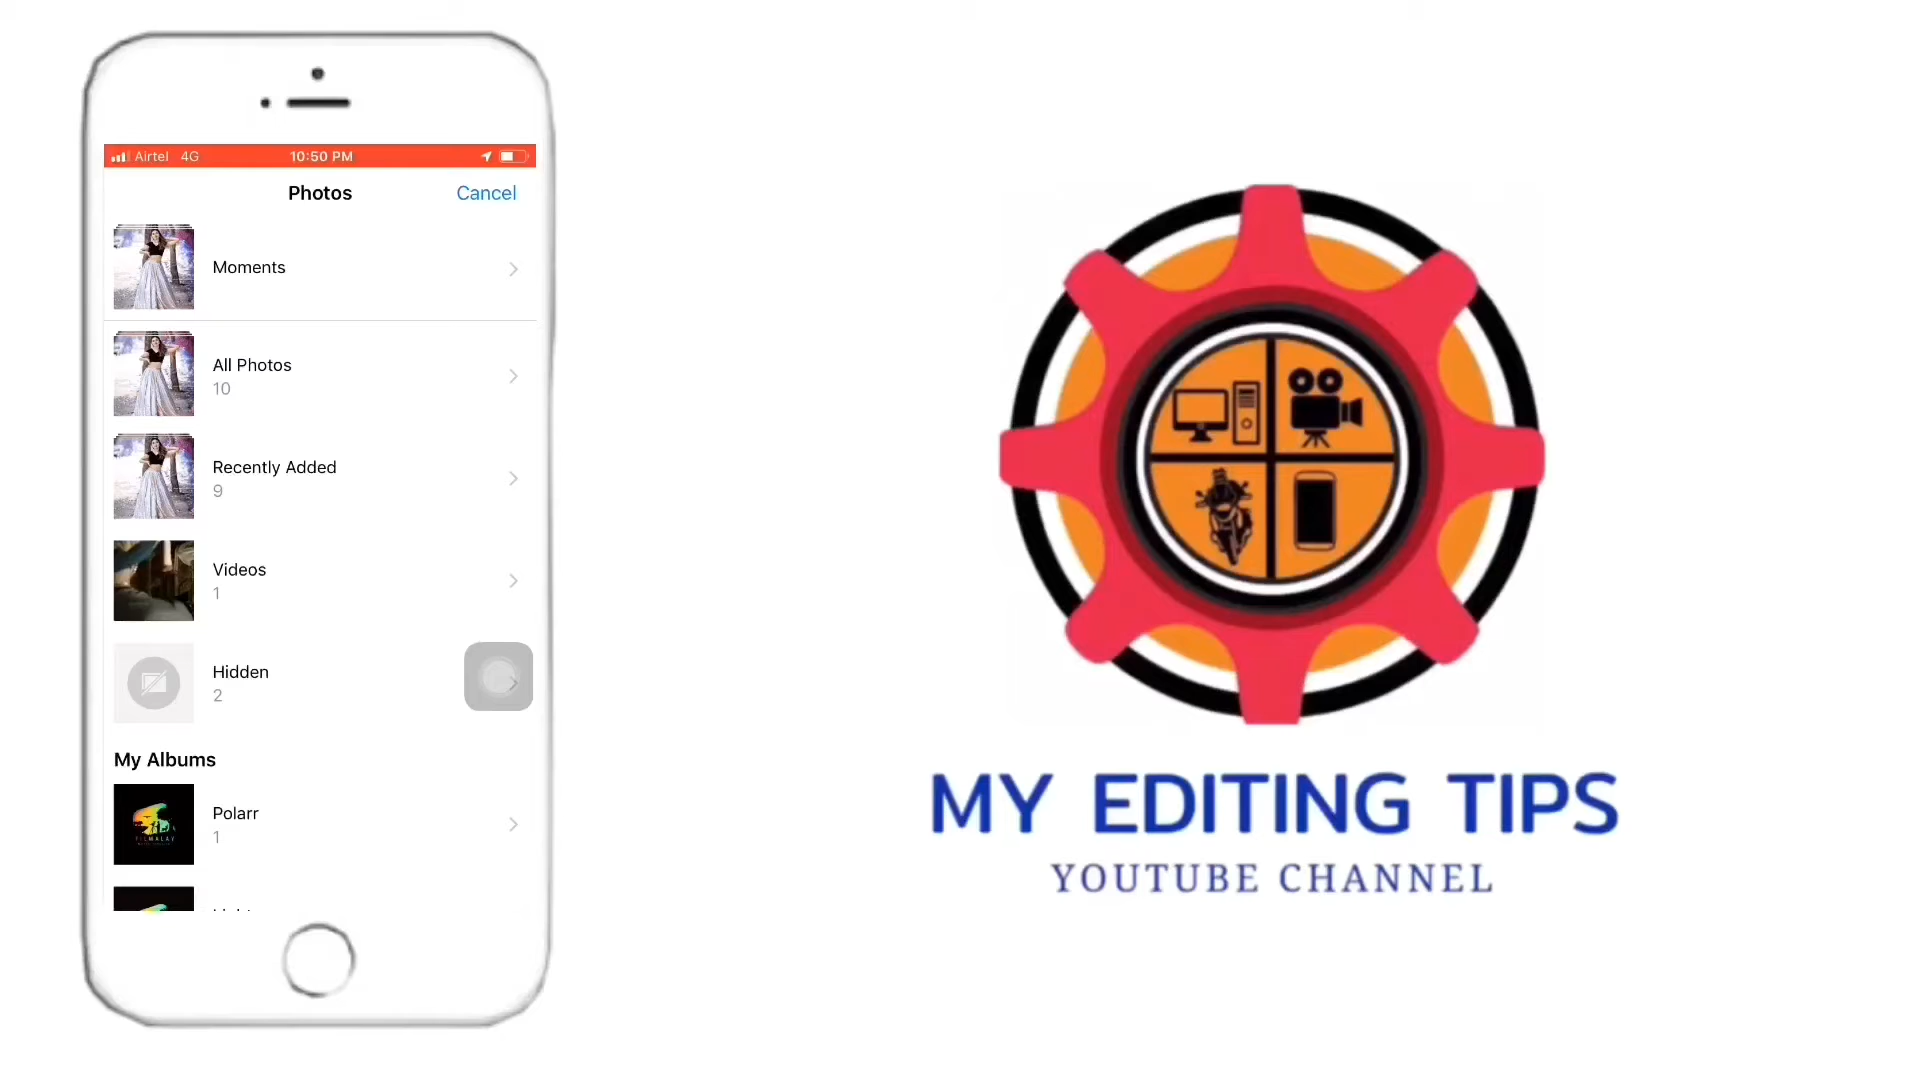 Airtel 4G 10:50 PM
Photos Cancel
Moments
All Photos
10
Recently Added
9
Videos
1
Hidden
2
My Albums
Polarr
1
MY EDITING TIPS
YOUTUBE CHANNEL